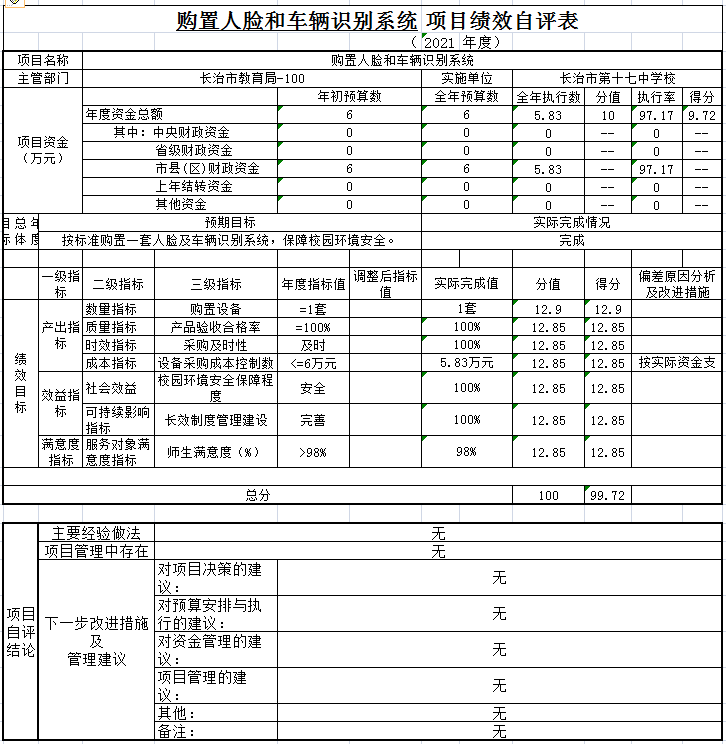 购置人脸和车辆识别系统 项目绩效自评表
( 2021 年度)
项目名称 购置人脸和车辆识别系统
主管部门 长治市教育局-100 实施单位 长治市第十七中学校
项目资金
(万元)
年初预算数 全年预算数 全年执行数 分值 执行率 得分
年度资金总额 6 6 5.83 10 97.17 9.72
其中: 中央财政资金 0 0 0 -- 0 --
省级财政资金 0 0 0 -- 0 --
市县(区)财政资金 6 6 5.83 -- 97.17 --
上年结转资金 0 0 0 -- 0 --
其他资金 0 0 0 -- 0 --
目总年
标体度
预期目标 实际完成情况
按标准购置一套人脸及车辆识别系统，保障校园环境安全。 完成
绩效目标
一级指标 二级指标 三级指标 年度指标值 调整后指标值 实际完成值 分值 得分 偏差原因分析及改进措施
产出指标
数量指标 购置设备 =1套 1套 12.9 12.9
质量指标 产品验收合格率 =100% 100% 12.85 12.85
时效指标 采购及时性 及时 100% 12.85 12.85
成本指标 设备采购成本控制数 <=6万元 5.83万元 12.85 12.85 按实际资金支
效益指标
社会效益 校园环境安全保障程度 安全 100% 12.85 12.85
可持续影响指标 长效制度管理建设 完善 100% 12.85 12.85
满意度指标 服务对象满意度指标 师生满意度（%） >98% 98% 12.85 12.85
总分 100 99.72
项目自评结论
主要经验做法 无
项目管理中存在 无
下一步改进措施
及
管理建议
对项目决策的建议: 无
对预算安排与执行的建议: 无
对资金管理的建议: 无
项目管理的建议: 无
其他: 无
备注: 无